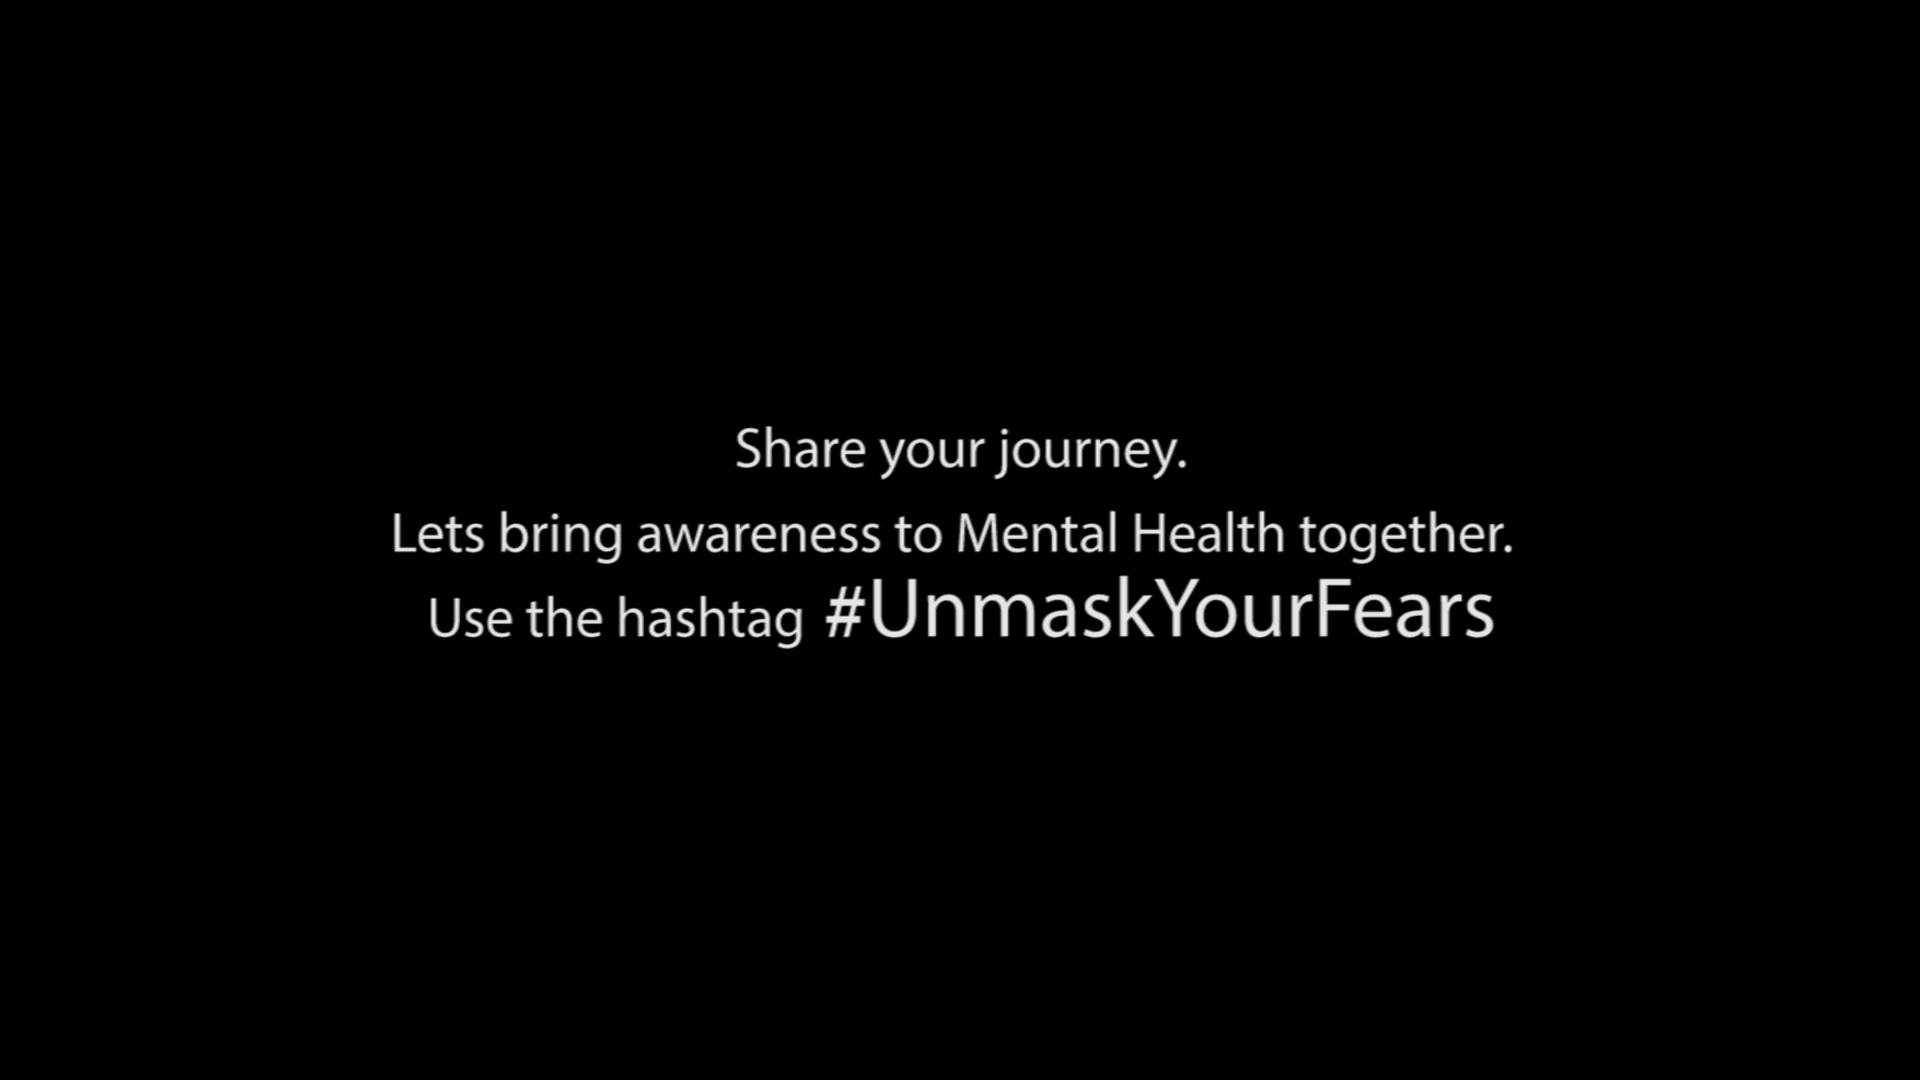 Share your journey.
Lets bring awareness to Mental Health together.
Use the hashtag #UnmaskYourFears